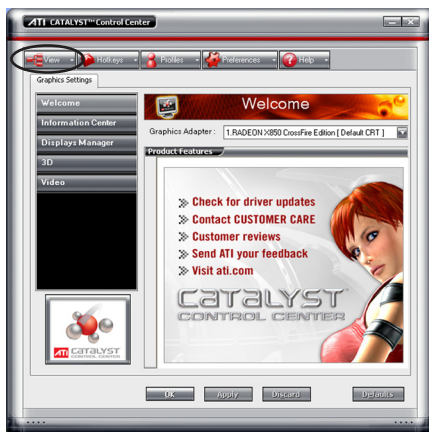 ATI CATALYST™ Control Center
View
Hotkeys
Profiles
Preferences
Help
Graphics Settings
Welcome
Information Center
Displays Manager
3D
Video
Welcome
Graphics Adapter :
1.RADEON X850 CrossFire Edition [ Default CRT ]
Product Features
Check for driver updates
Contact CUSTOMER CARE
Customer reviews
Send ATI your feedback
Visit ati.com
CATALYST
CONTROL CENTER
ATI CATALYST
CONTROL CENTER
OK
Apply
Discard
Defaults